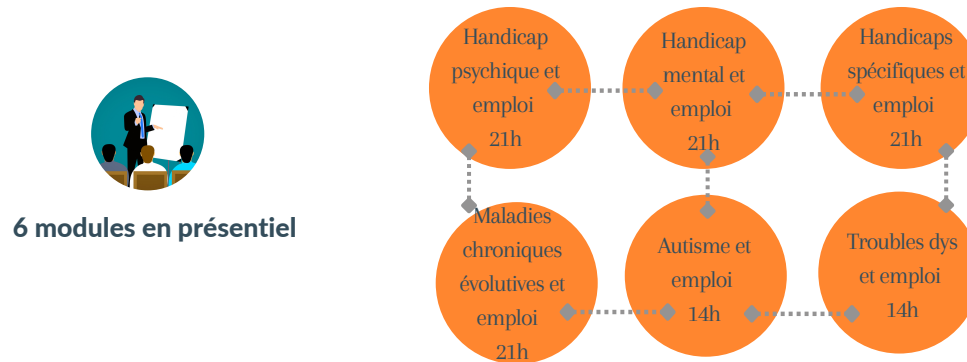 6 modules en présentiel
Handicap
psychique et
emploi
21h
Handicap
mental et
emploi
21h
Handicaps
spécifiques et
emploi
21h
Maladies
chroniques
évolutives et
emploi
21h
Autisme et
emploi
14h
Troubles dys
et emploi
14h